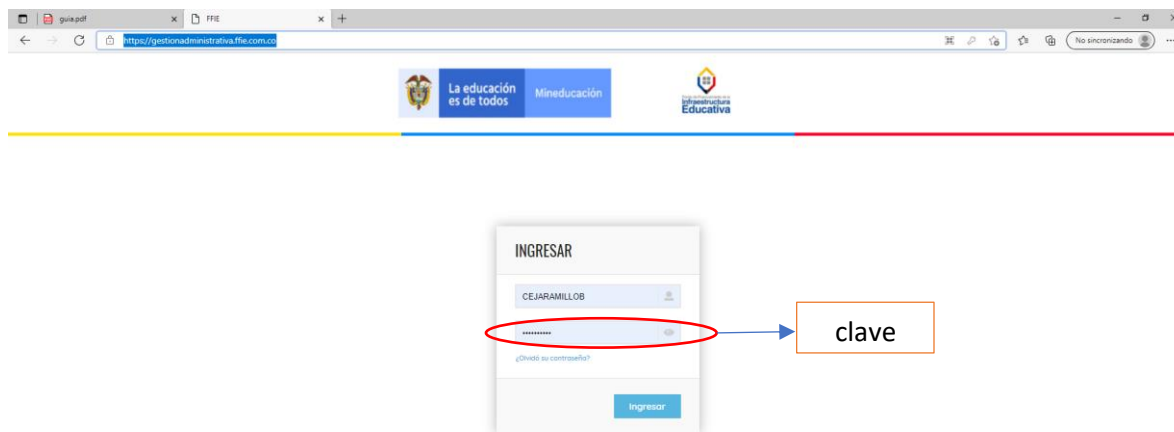 guia.pdf
FFIE
https://gestionadministrativa.ffie.com.co
No sincronizando
La educación
es de todos
Mineducación
Infraestructura
Educativa
INGRESAR
CEJARAMILLOB
••••••••••
clave
¿Olvidó su contraseña?
Ingresar